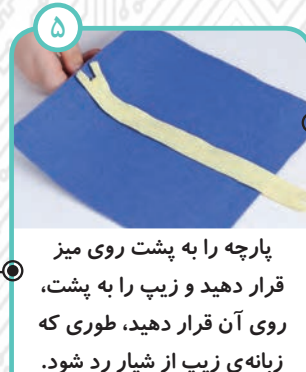 ۵
پارچه را به پشت روی میز
قرار دهید و زیپ را به پشت،
روی آن قرار دهید، طوری که
زبانه‌ی زیپ از شیار رد شود.